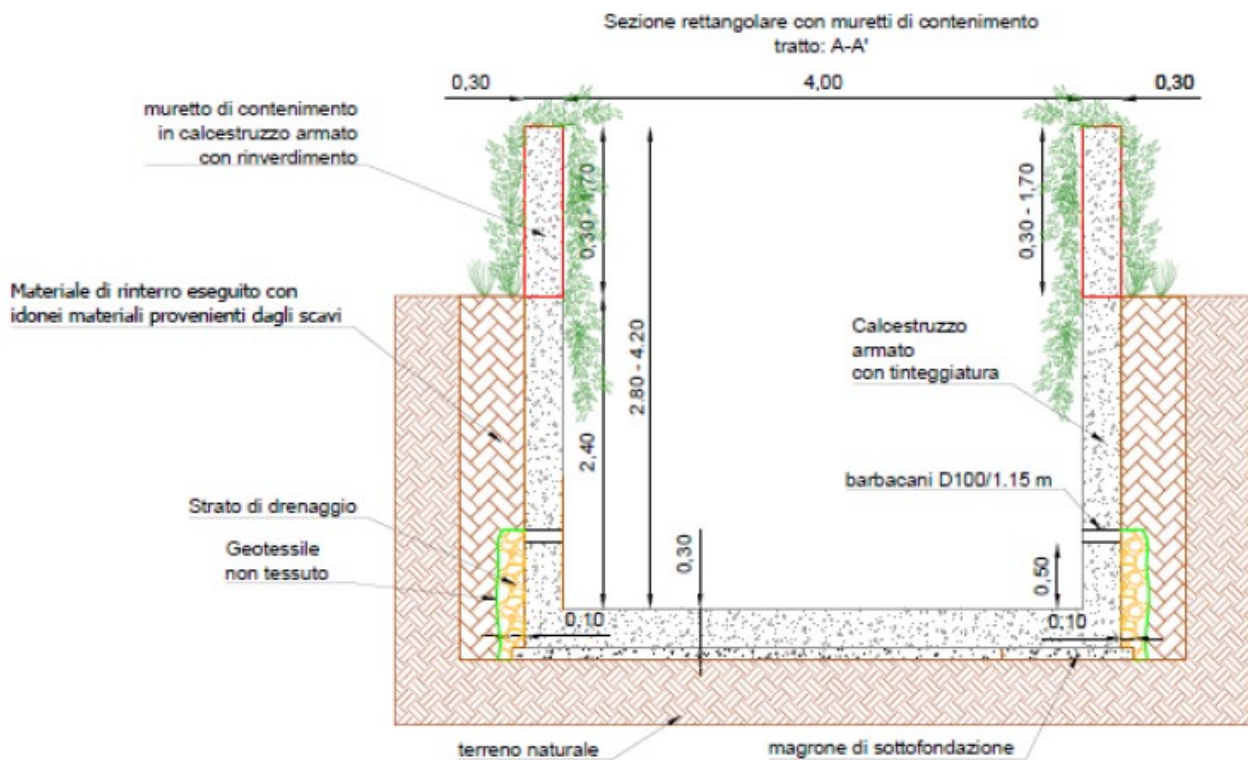 Sezione rettangolare con muretti di contenimento
tratto: A-A'
0,30
4,00
0,30
muretto di contenimento
in calcestruzzo armato
con rinverdimento
0,30 - 1,70
0,30 - 1,70
Materiale di rinterro eseguito con
idonei materiali provenienti dagli scavi
2.80 - 4.20
Calcestruzzo
armato
con tinteggiatura
2,40
barbacani D100/1.15 m
Strato di drenaggio
Geotessile
non tessuto
0,30
0,50
0,10
0,10
terreno naturale
magrone di sottofondazione